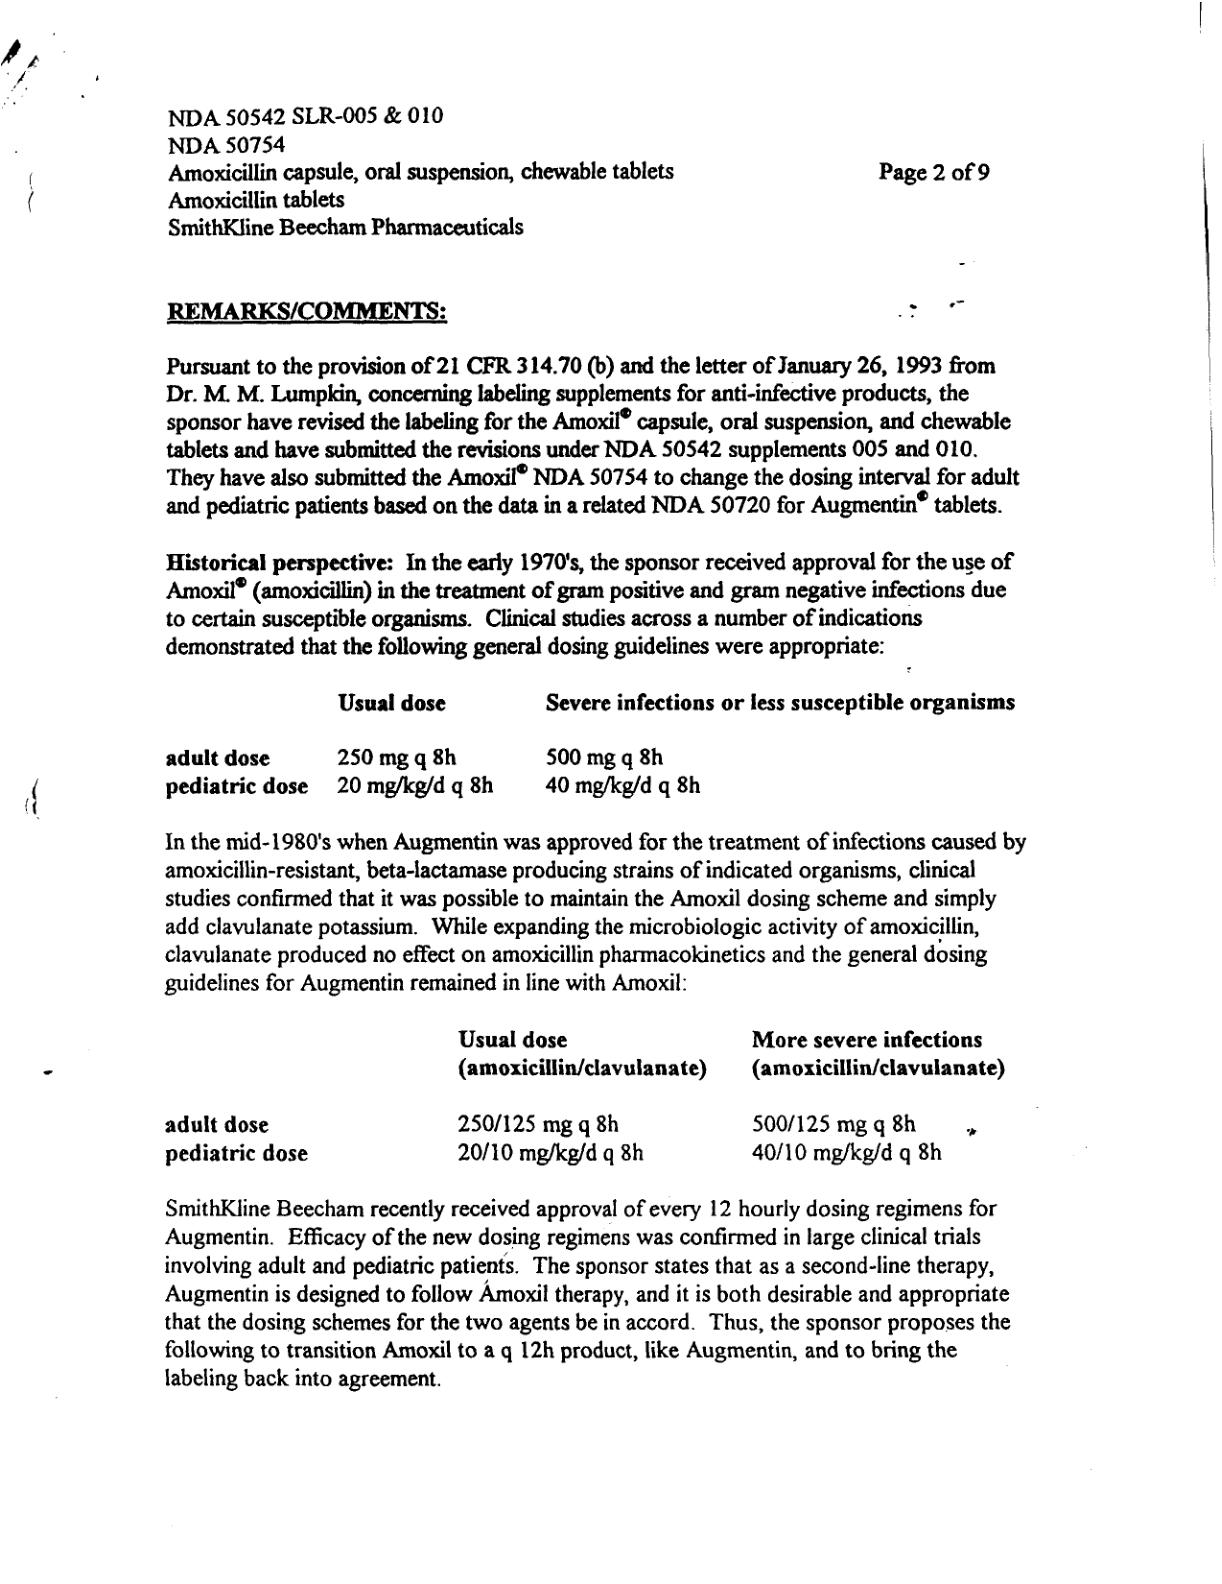 NDA 50542 SLR-005 & 010
NDA 50754
Amoxicillin capsule, oral suspension, chewable tablets Page 2 of 9
Amoxicillin tablets
SmithKline Beecham Pharmaceuticals
REMARKS/COMMENTS:
Pursuant to the provision of 21 CFR 314.70 (b) and the letter of January 26, 1993 from
Dr. M. M. Lumpkin, concerning labeling supplements for anti-infective products, the
sponsor have revised the labeling for the Amoxil® capsule, oral suspension, and chewable
tablets and have submitted the revisions under NDA 50542 supplements 005 and 010.
They have also submitted the Amoxil® NDA 50754 to change the dosing interval for adult
and pediatric patients based on the data in a related NDA 50720 for Augmentin® tablets.
Historical perspective: In the early 1970's, the sponsor received approval for the use of
Amoxil® (amoxicillin) in the treatment of gram positive and gram negative infections due
to certain susceptible organisms. Clinical studies across a number of indications
demonstrated that the following general dosing guidelines were appropriate:
Usual dose Severe infections or less susceptible organisms
adult dose 250 mg q 8h 500 mg q 8h
pediatric dose 20 mg/kg/d q 8h 40 mg/kg/d q 8h
In the mid-1980's when Augmentin was approved for the treatment of infections caused by
amoxicillin-resistant, beta-lactamase producing strains of indicated organisms, clinical
studies confirmed that it was possible to maintain the Amoxil dosing scheme and simply
add clavulanate potassium. While expanding the microbiologic activity of amoxicillin,
clavulanate produced no effect on amoxicillin pharmacokinetics and the general dosing
guidelines for Augmentin remained in line with Amoxil:
Usual dose More severe infections
(amoxicillin/clavulanate) (amoxicillin/clavulanate)
adult dose 250/125 mg q 8h 500/125 mg q 8h
pediatric dose 20/10 mg/kg/d q 8h 40/10 mg/kg/d q 8h
SmithKline Beecham recently received approval of every 12 hourly dosing regimens for
Augmentin. Efficacy of the new dosing regimens was confirmed in large clinical trials
involving adult and pediatric patients. The sponsor states that as a second-line therapy,
Augmentin is designed to follow Amoxil therapy, and it is both desirable and appropriate
that the dosing schemes for the two agents be in accord. Thus, the sponsor proposes the
following to transition Amoxil to a q 12h product, like Augmentin, and to bring the
labeling back into agreement.